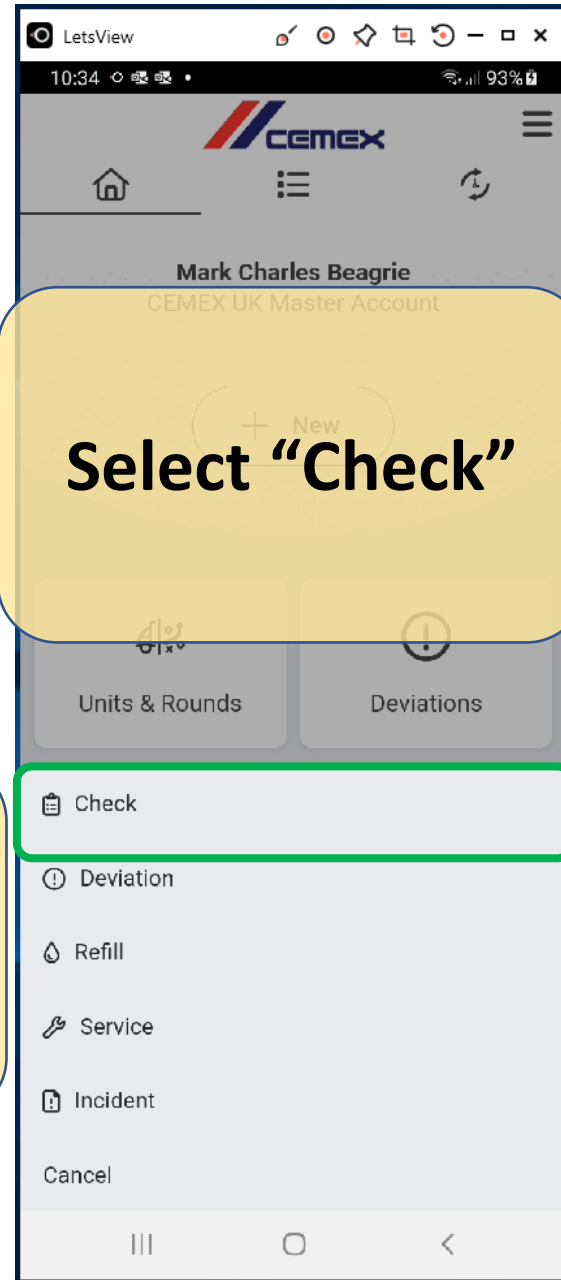 LetsView
10:34
93%
CEMEX
Mark Charles Beagrie
CEMEX UK Master Account
+ New
Select “Check”
Units & Rounds
Deviations
Check
Deviation
Refill
Service
Incident
Cancel